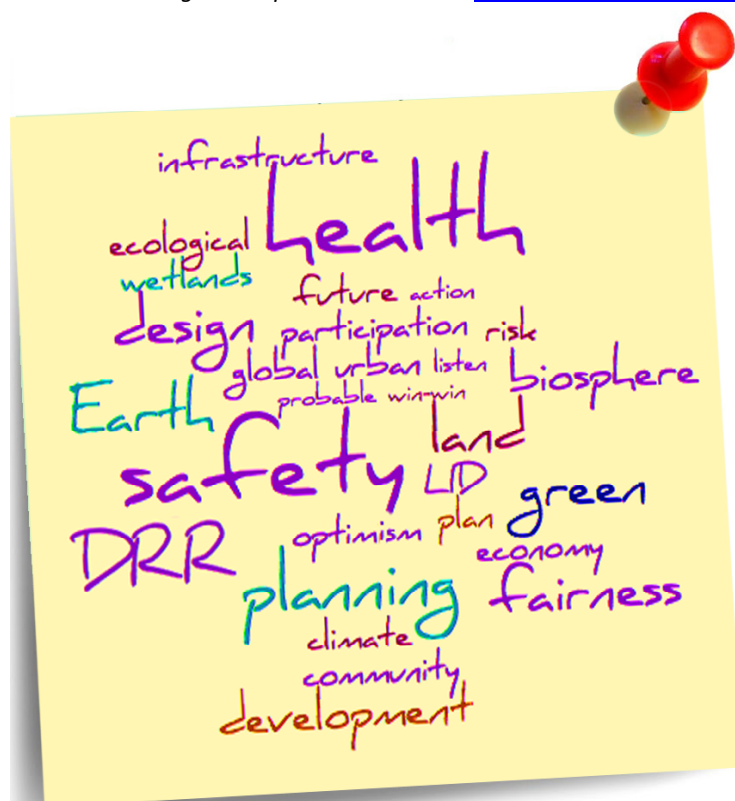 infrastructure
health
ecological
wetlands
future action
design participation risk
global urban listen
biosphere
Earth
probable win-win
land
safety LID
green
DRR
optimism plan
economy
planning fairness
climate
community
development